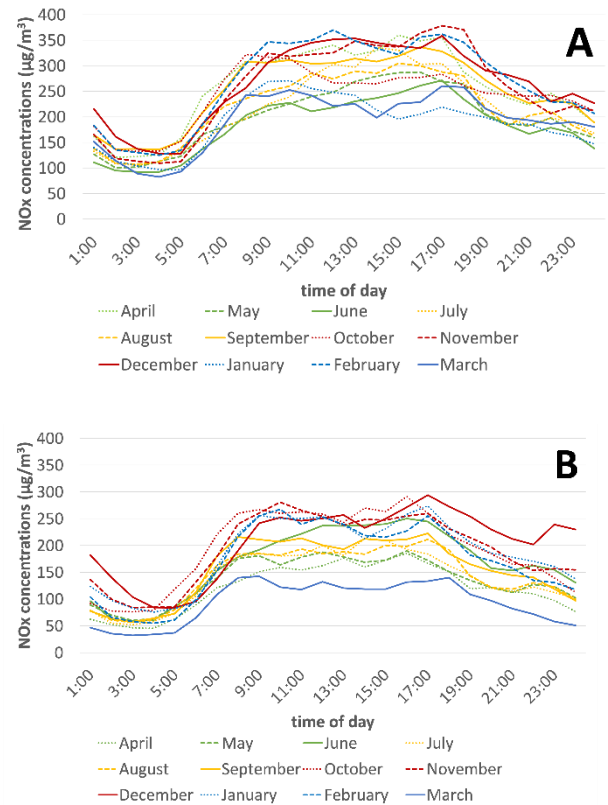 A
NOx concentrations (µg/m³)
400
350
300
250
200
150
100
50
0
1:00 3:00 5:00 7:00 9:00 11:00 13:00 15:00 17:00 19:00 21:00 23:00
time of day
April May June July
August September October November
December January February March
B
NOx concentrations (µg/m³)
400
350
300
250
200
150
100
50
0
1:00 3:00 5:00 7:00 9:00 11:00 13:00 15:00 17:00 19:00 21:00 23:00
time of day
April May June July
August September October November
December January February March